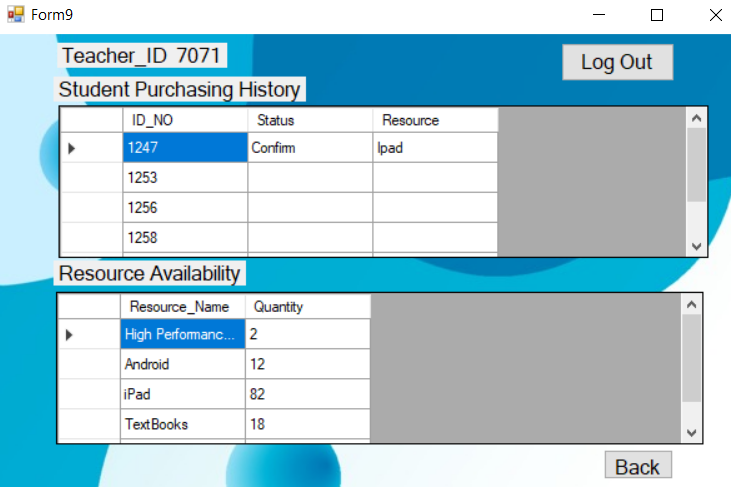 Form9
Teacher_ID 7071
Log Out
Student Purchasing History
ID_NO Status Resource
1247 Confirm Ipad
1253
1256
1258
Resource Availability
Resource_Name Quantity
High Performanc... 2
Android 12
iPad 82
TextBooks 18
Back